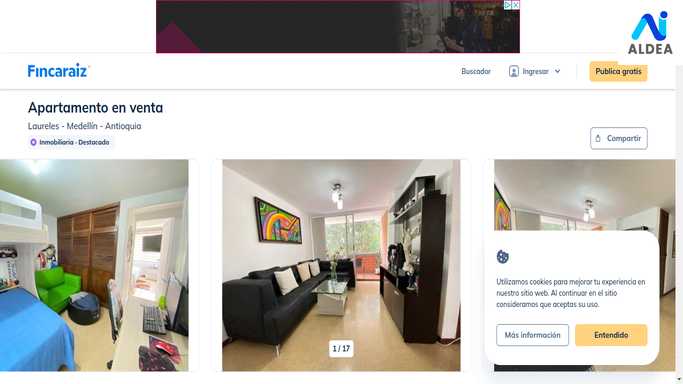 ALDEA
Fincaraiz
Buscador
Ingresar
Publica gratis
Apartamento en venta
Laureles - Medellín - Antioquia
Inmobiliaria - Destacado
Compartir
1 / 17
Utilizamos cookies para mejorar tu experiencia en
nuestro sitio web. Al continuar en el sitio
consideramos que aceptas su uso.
Más información
Entendido